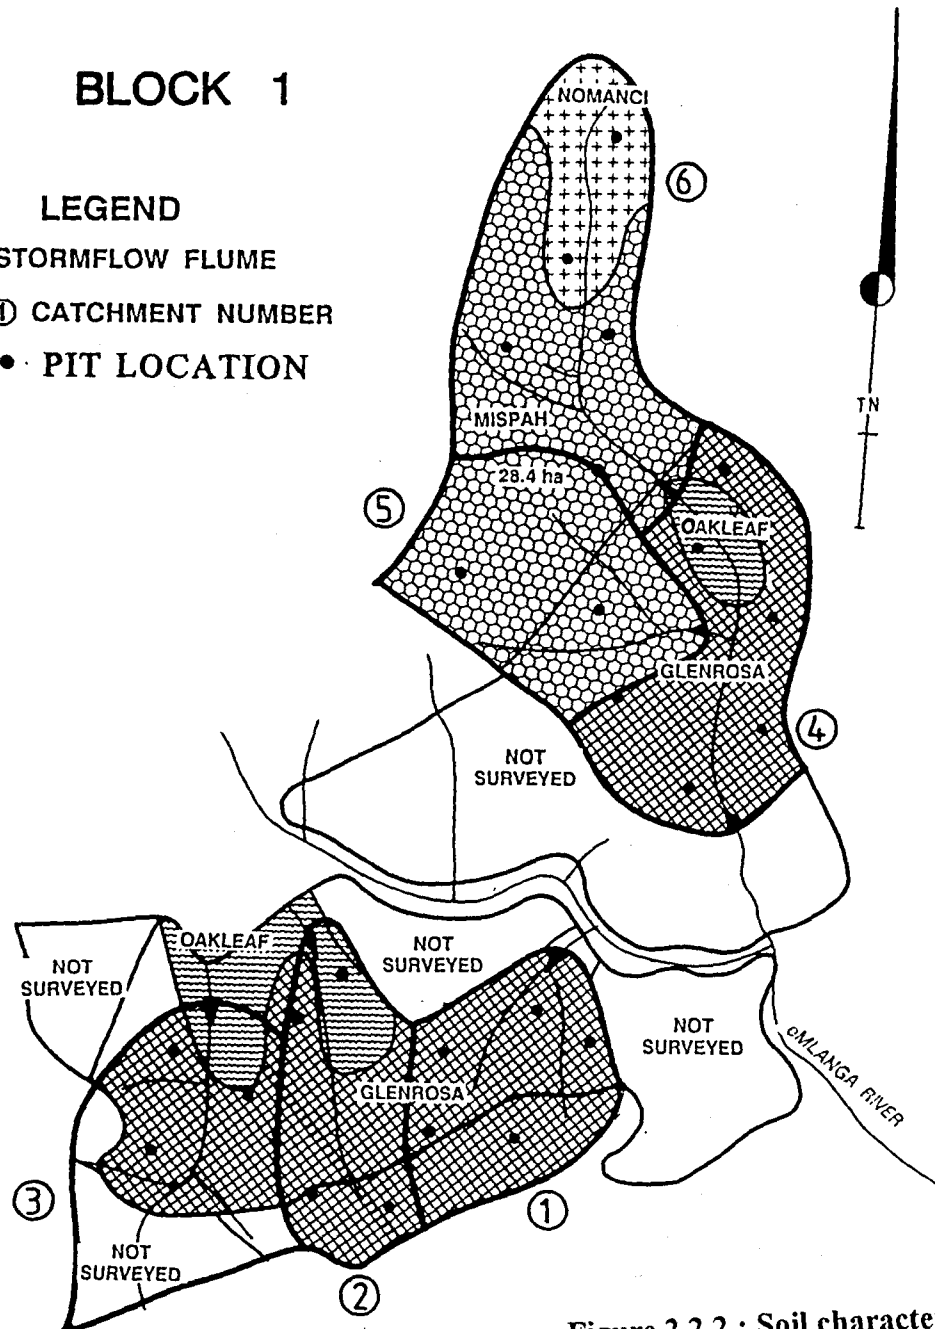 BLOCK 1
LEGEND
STORMFLOW FLUME
① CATCHMENT NUMBER
• PIT LOCATION
NOMANCI
⑥
TN
MISPAH
28.4 ha
⑤
OAKLEAF
GLENROSA
④
NOT
SURVEYED
OAKLEAF
NOT
SURVEYED
NOT
SURVEYED
NOT
SURVEYED
GLENROSA
eMLANGA RIVER
③
①
NOT
SURVEYED
②
Figure 2.2.2 : Soil characte